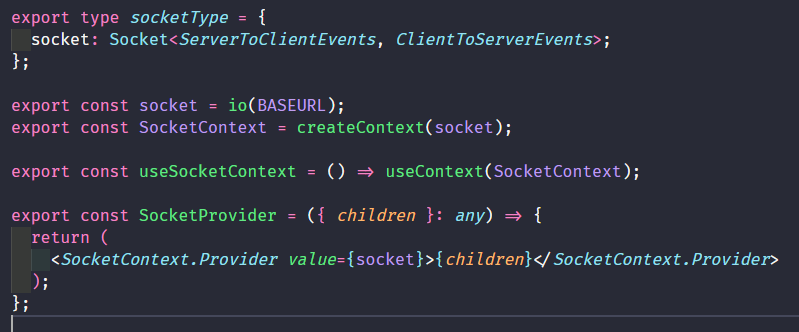 export type socketType = {
socket: Socket<ServerToClientEvents, ClientToServerEvents>;
};
export const socket = io(BASEURL);
export const SocketContext = createContext(socket);
export const useSocketContext = () => useContext(SocketContext);
export const SocketProvider = ({ children }: any) => {
return (
<SocketContext.Provider value={socket}>{children}</SocketContext.Provider>
);
};